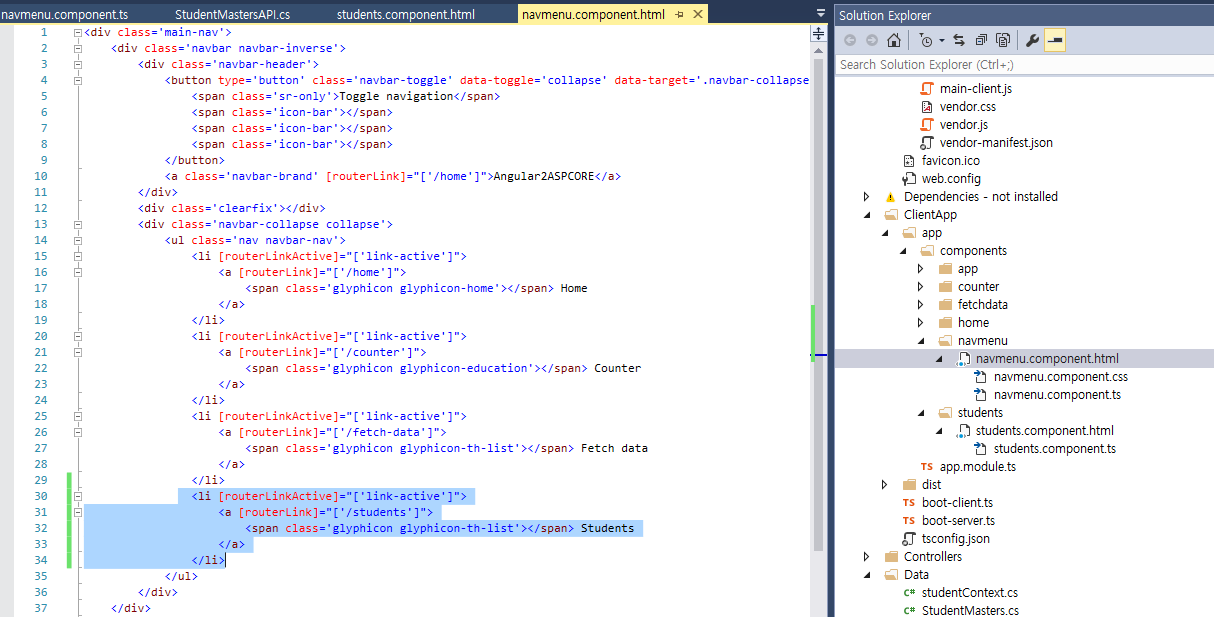 navmenu.component.ts
StudentMastersAPI.cs
students.component.html
navmenu.component.html
1 <div class='main-nav'>
2 <div class='navbar navbar-inverse'>
3 <div class='navbar-header'>
4 <button type='button' class='navbar-toggle' data-toggle='collapse' data-target='.navbar-collapse
5 <span class='sr-only'>Toggle navigation</span>
6 <span class='icon-bar'></span>
7 <span class='icon-bar'></span>
8 <span class='icon-bar'></span>
9 </button>
10 <a class='navbar-brand' [routerLink]="['/home']">Angular2ASPCORE</a>
11 </div>
12 <div class='clearfix'></div>
13 <div class='navbar-collapse collapse'>
14 <ul class='nav navbar-nav'>
15 <li [routerLinkActive]="['link-active']">
16 <a [routerLink]="['/home']">
17 <span class='glyphicon glyphicon-home'></span> Home
18 </a>
19 </li>
20 <li [routerLinkActive]="['link-active']">
21 <a [routerLink]="['/counter']">
22 <span class='glyphicon glyphicon-education'></span> Counter
23 </a>
24 </li>
25 <li [routerLinkActive]="['link-active']">
26 <a [routerLink]="['/fetch-data']">
27 <span class='glyphicon glyphicon-th-list'></span> Fetch data
28 </a>
29 </li>
30 <li [routerLinkActive]="['link-active']">
31 <a [routerLink]="['/students']">
32 <span class='glyphicon glyphicon-th-list'></span> Students
33 </a>
34 </li>
35 </ul>
36 </div>
37 </div>
Solution Explorer
Search Solution Explorer (Ctrl+;)
main-client.js
vendor.css
vendor.js
vendor-manifest.json
favicon.ico
web.config
Dependencies - not installed
ClientApp
app
components
app
counter
fetchdata
home
navmenu
navmenu.component.html
navmenu.component.css
navmenu.component.ts
students
students.component.html
students.component.ts
TS app.module.ts
dist
TS boot-client.ts
TS boot-server.ts
tsconfig.json
Controllers
Data
C# studentContext.cs
C# StudentMasters.cs